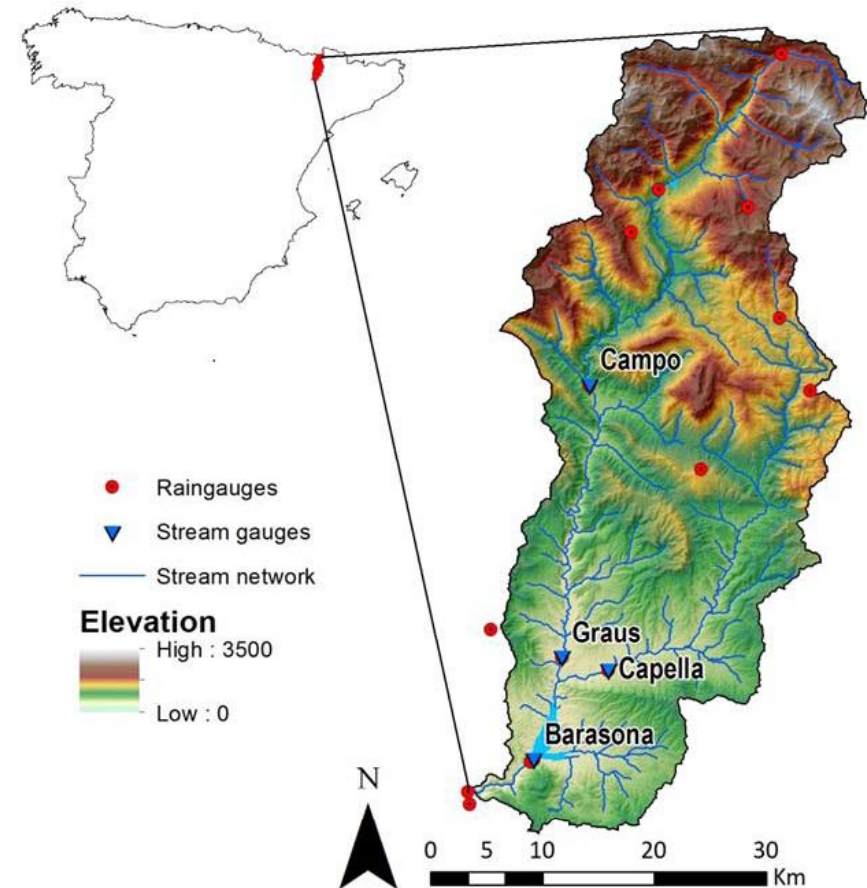 Campo
Raingauges
Stream gauges
Stream network
Elevation
High : 3500
Low : 0
Graus
Capella
Barasona
N
0 5 10 20 30
Km